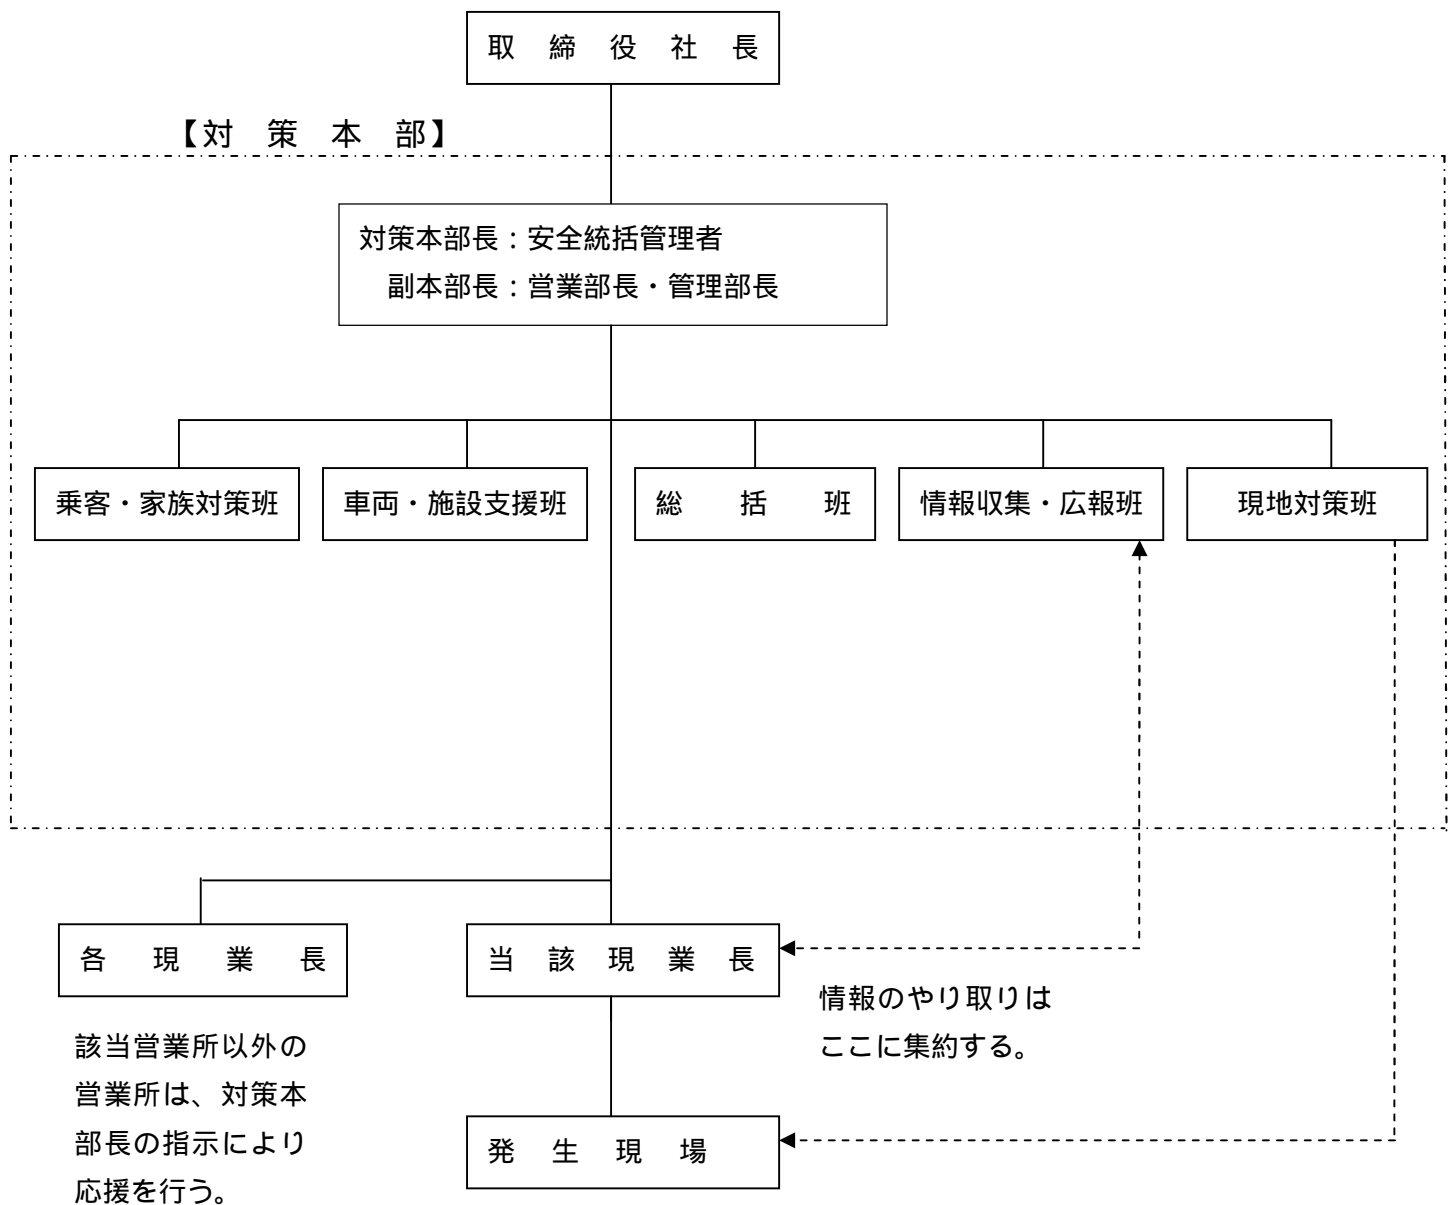 取締役社長
【対策本部】
対策本部長：安全統括管理者
副本部長：営業部長・管理部長
乗客・家族対策班
車両・施設支援班
総括班
情報収集・広報班
現地対策班
各現業長
当該現業長
情報のやり取りは
ここに集約する。
該当営業所以外の
営業所は、対策本
部長の指示により
応援を行う。
発生現場